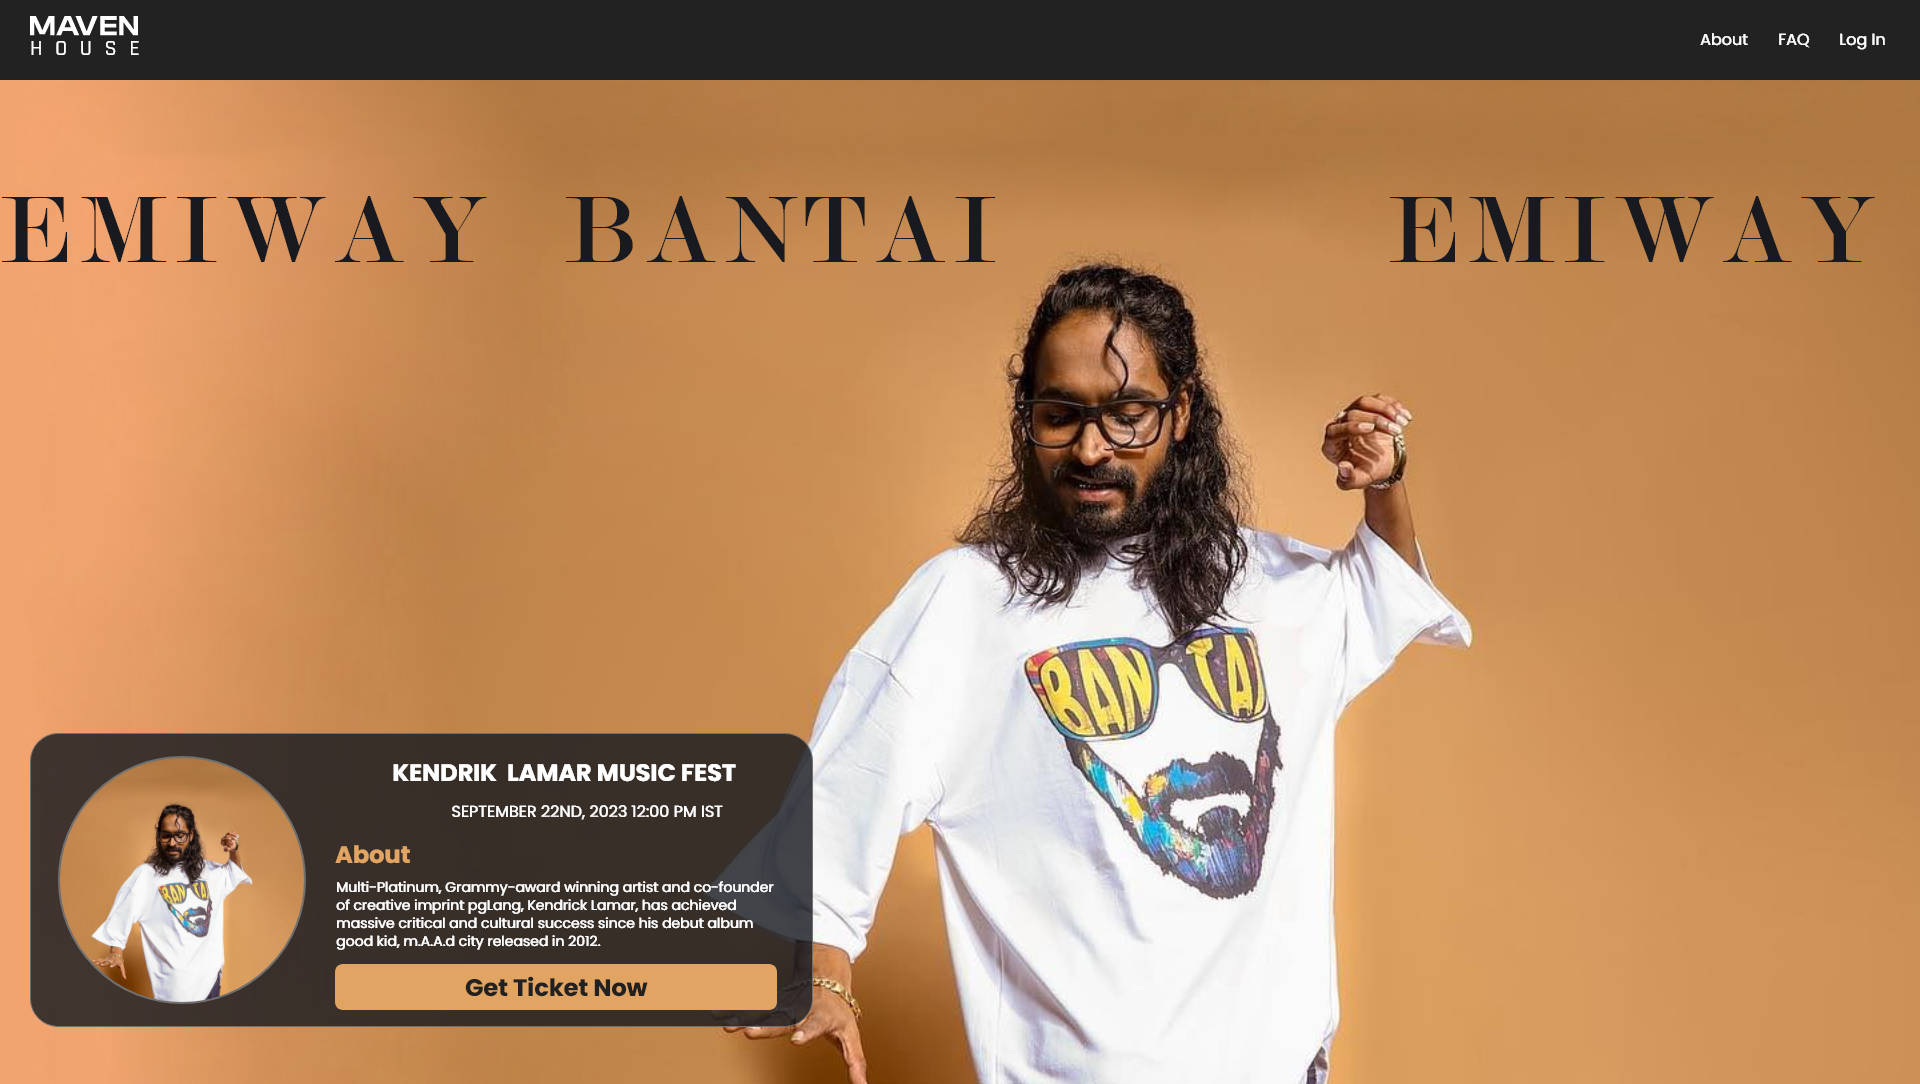 MAVEN
HOUSE
About FAQ Log In
EMIWAY BANTAI EMIWAY
BANTAI
KENDRIK LAMAR MUSIC FEST
SEPTEMBER 22ND, 2023 12:00 PM IST
About
Multi-Platinum, Grammy-award winning artist and co-founder
of creative imprint pgLang, Kendrick Lamar, has achieved
massive critical and cultural success since his debut album
good kid, m.A.A.d city released in 2012.
BANTAI
Get Ticket Now